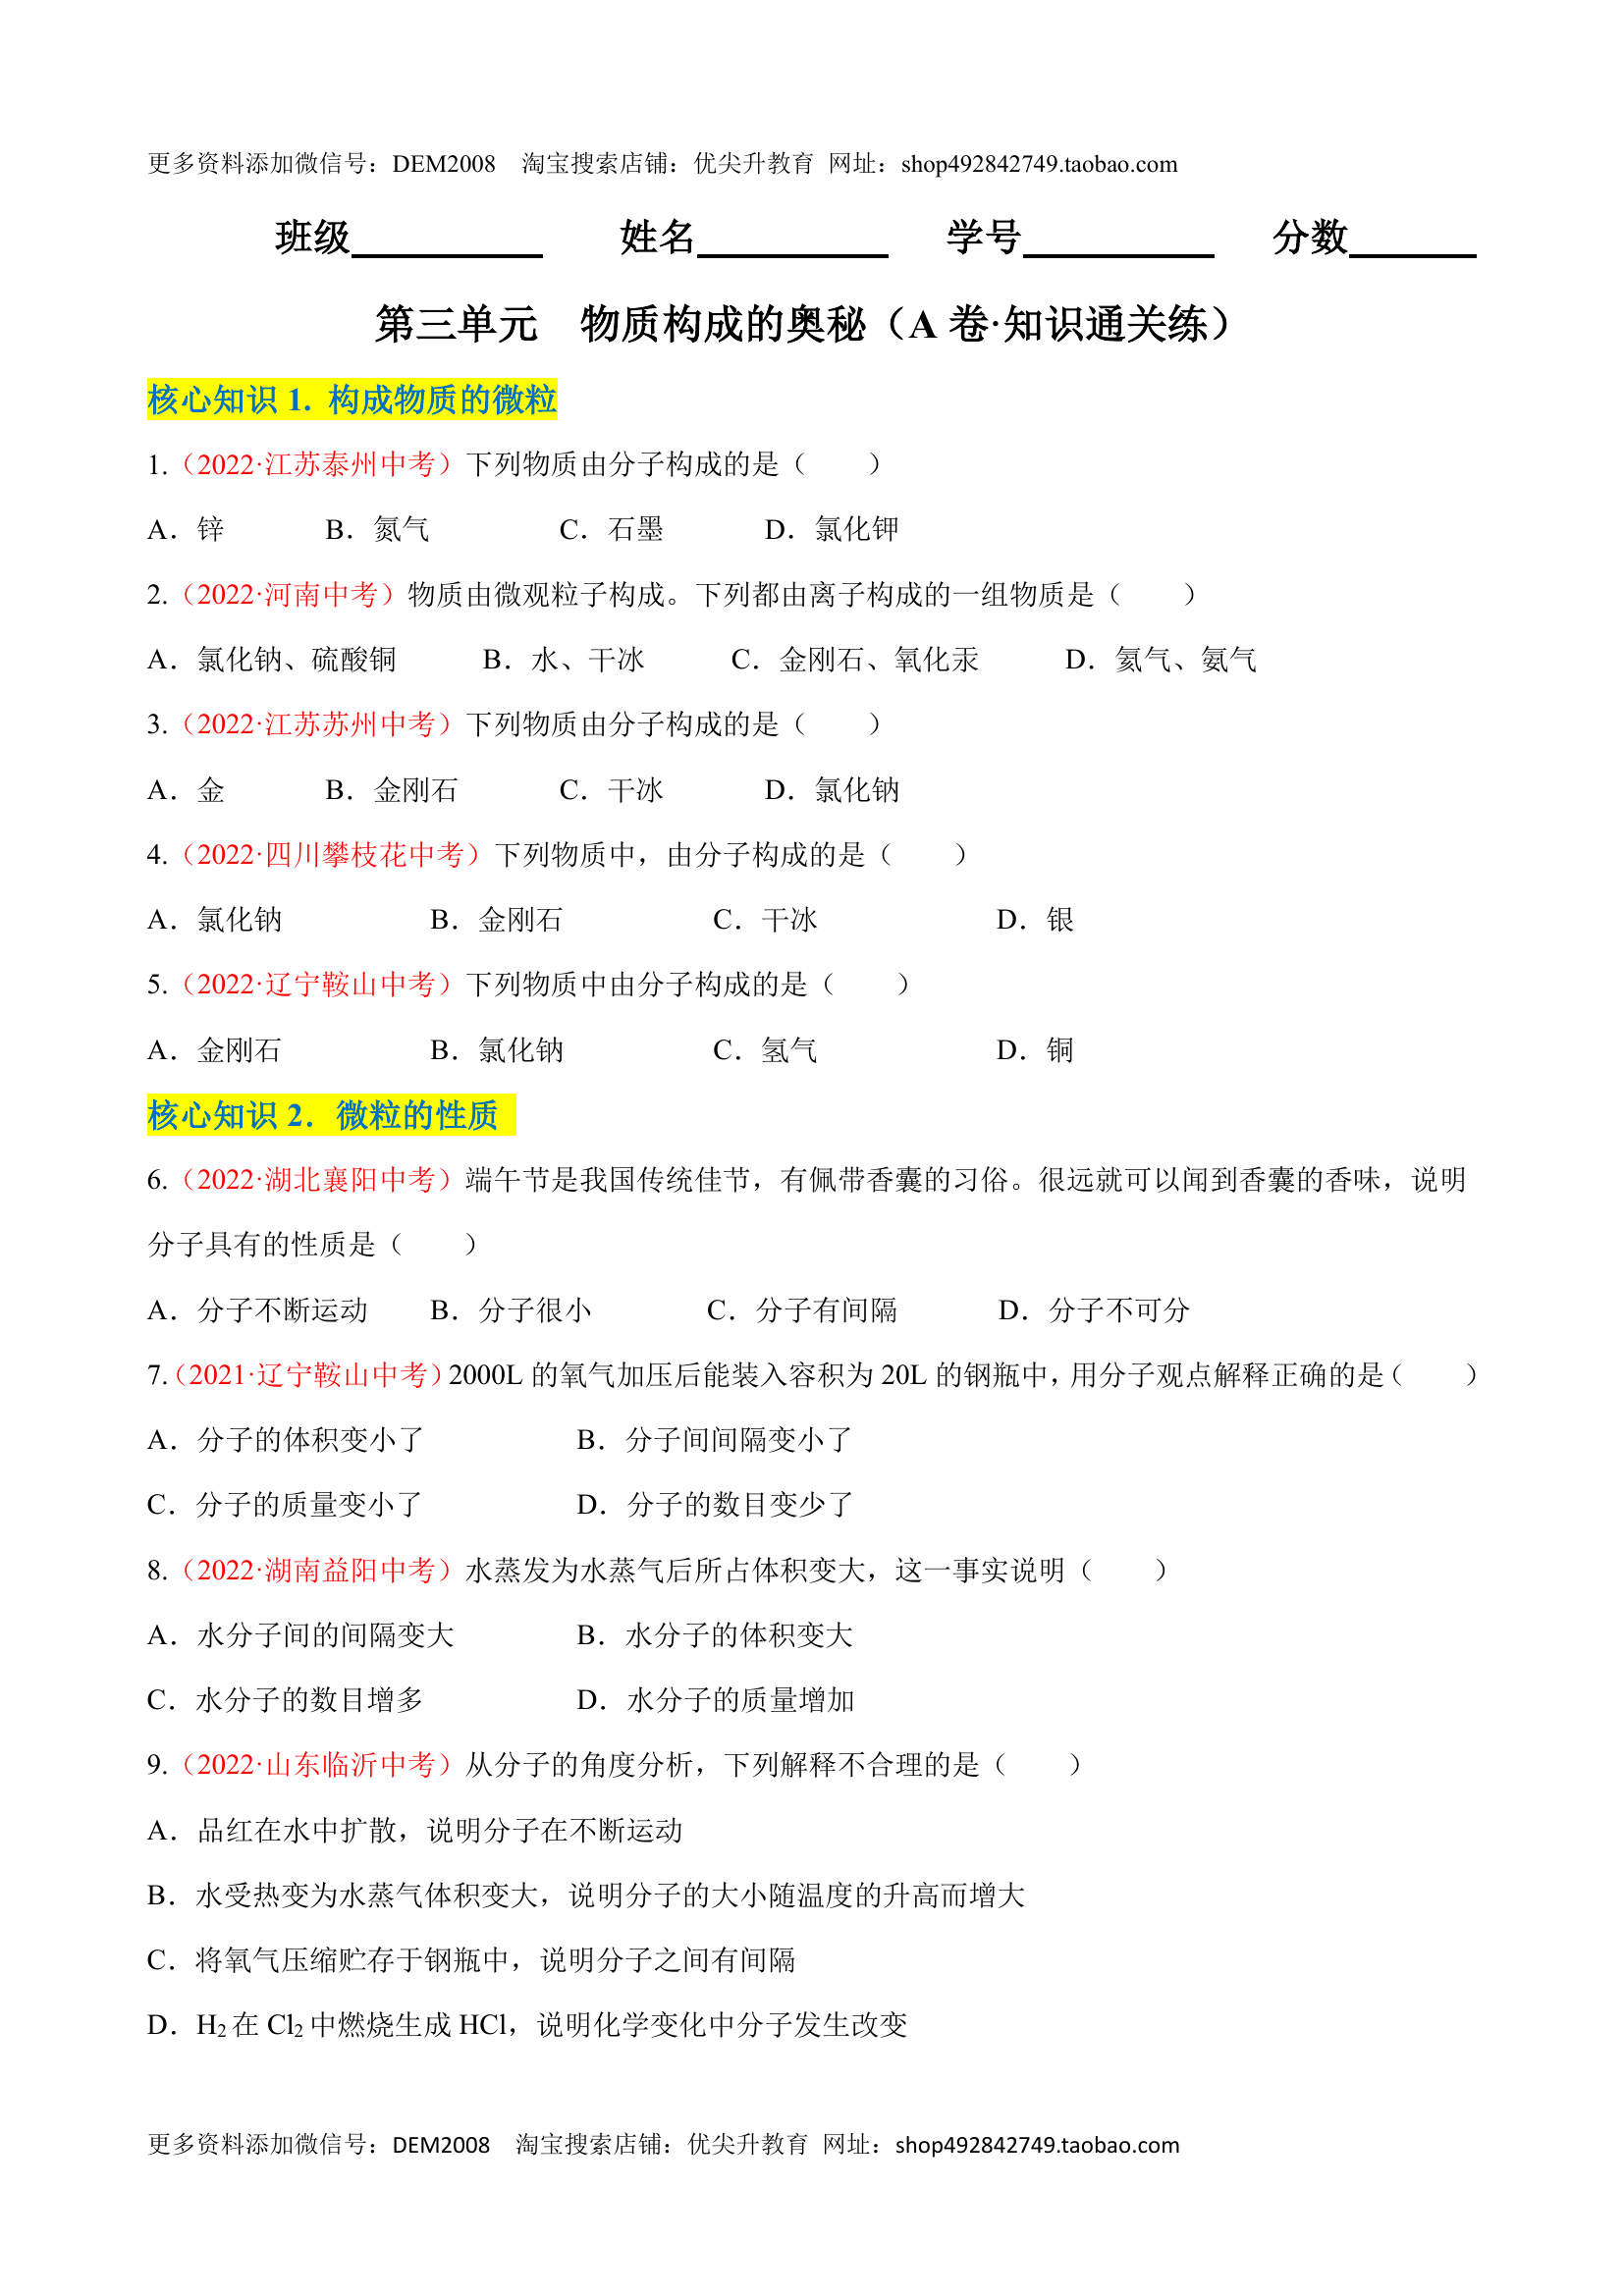 更多资料添加微信号：DEM2008 淘宝搜索店铺：优尖升教育 网址：shop492842749.taobao.com
班级__________ 姓名__________ 学号__________ 分数______
第三单元 物质构成的奥秘（A 卷·知识通关练）
核心知识 1. 构成物质的微粒
1.（2022·江苏泰州中考）下列物质由分子构成的是（ ）
A．锌 B．氮气 C．石墨 D．氯化钾
2.（2022·河南中考）物质由微观粒子构成。下列都由离子构成的一组物质是（ ）
A．氯化钠、硫酸铜 B．水、干冰 C．金刚石、氧化汞 D．氦气、氨气
3.（2022·江苏苏州中考）下列物质由分子构成的是（ ）
A．金 B．金刚石 C．干冰 D．氯化钠
4.（2022·四川攀枝花中考）下列物质中，由分子构成的是（ ）
A．氯化钠 B．金刚石 C．干冰 D．银
5.（2022·辽宁鞍山中考）下列物质中由分子构成的是（ ）
A．金刚石 B．氯化钠 C．氢气 D．铜
核心知识 2．微粒的性质
6.（2022·湖北襄阳中考）端午节是我国传统佳节，有佩带香囊的习俗。很远就可以闻到香囊的香味，说明
分子具有的性质是（ ）
A．分子不断运动 B．分子很小 C．分子有间隔 D．分子不可分
7.（2021·辽宁鞍山中考）2000L 的氧气加压后能装入容积为 20L 的钢瓶中，用分子观点解释正确的是（ ）
A．分子的体积变小了 B．分子间间隔变小了
C．分子的质量变小了 D．分子的数目变少了
8.（2022·湖南益阳中考）水蒸发为水蒸气后所占体积变大，这一事实说明（ ）
A．水分子间的间隔变大 B．水分子的体积变大
C．水分子的数目增多 D．水分子的质量增加
9.（2022·山东临沂中考）从分子的角度分析，下列解释不合理的是（ ）
A．品红在水中扩散，说明分子在不断运动
B．水受热变为水蒸气体积变大，说明分子的大小随温度的升高而增大
C．将氧气压缩贮存于钢瓶中，说明分子之间有间隔
D．H₂在 Cl₂中燃烧生成 HCl，说明化学变化中分子发生改变
更多资料添加微信号：DEM2008 淘宝搜索店铺：优尖升教育 网址：shop492842749.taobao.com